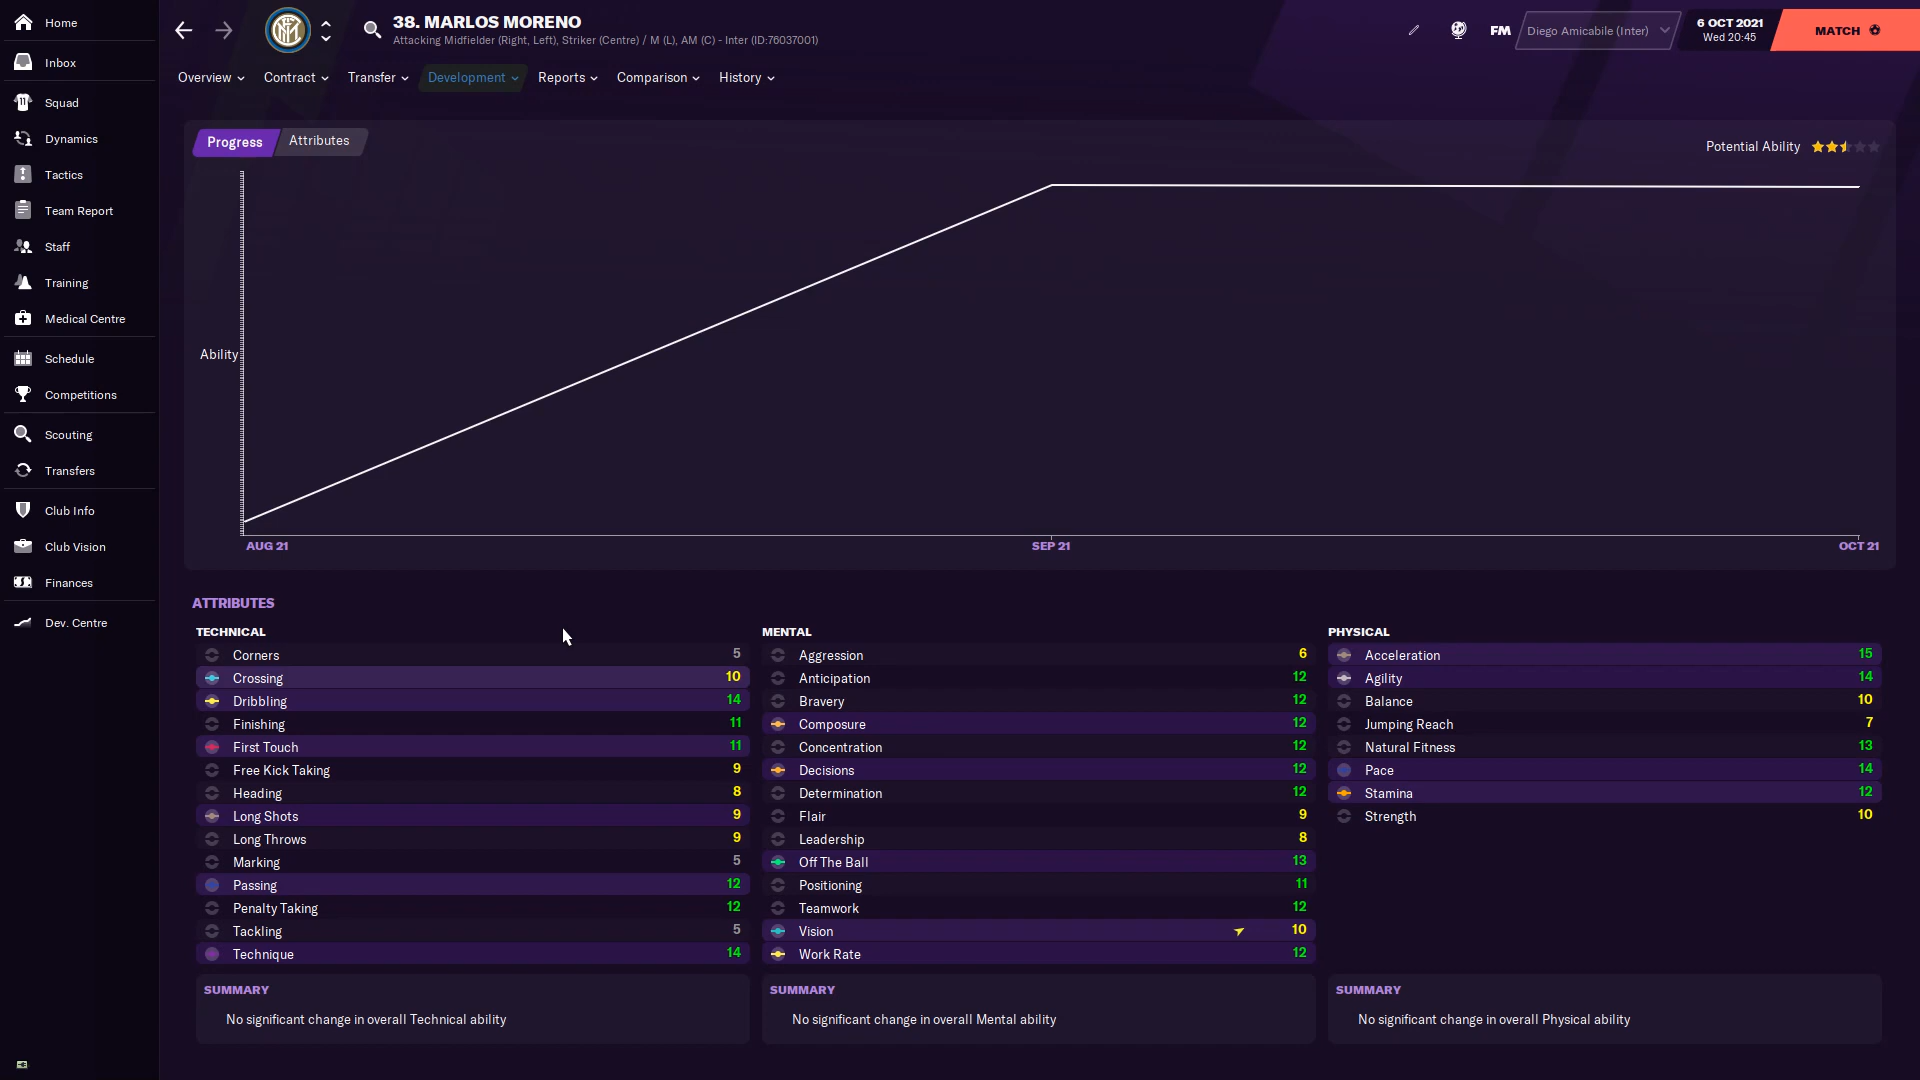 38. MARLOS MORENO
Attacking Midfielder (Right, Left), Striker (Centre) / M (L), AM (C) - Inter (ID:76037001)
FM
Diego Amicabile (Inter)
6 OCT 2021
Wed 20:45
MATCH
Overview
Contract
Transfer
Development
Reports
Comparison
History
Home
Inbox
Squad
Dynamics
Tactics
Team Report
Staff
Training
Medical Centre
Schedule
Competitions
Scouting
Transfers
Club Info
Club Vision
Finances
Dev. Centre
Progress
Attributes
Potential Ability
Ability
AUG 21
SEP 21
OCT 21
ATTRIBUTES
TECHNICAL
Corners 5
Crossing 10
Dribbling 14
Finishing 11
First Touch 11
Free Kick Taking 9
Heading 8
Long Shots 9
Long Throws 9
Marking 5
Passing 12
Penalty Taking 12
Tackling 5
Technique 14
SUMMARY
No significant change in overall Technical ability
MENTAL
Aggression 6
Anticipation 12
Bravery 12
Composure 12
Concentration 12
Decisions 12
Determination 12
Flair 9
Leadership 8
Off The Ball 13
Positioning 11
Teamwork 12
Vision 10
Work Rate 12
SUMMARY
No significant change in overall Mental ability
PHYSICAL
Acceleration 15
Agility 14
Balance 10
Jumping Reach 7
Natural Fitness 13
Pace 14
Stamina 12
Strength 10
SUMMARY
No significant change in overall Physical ability